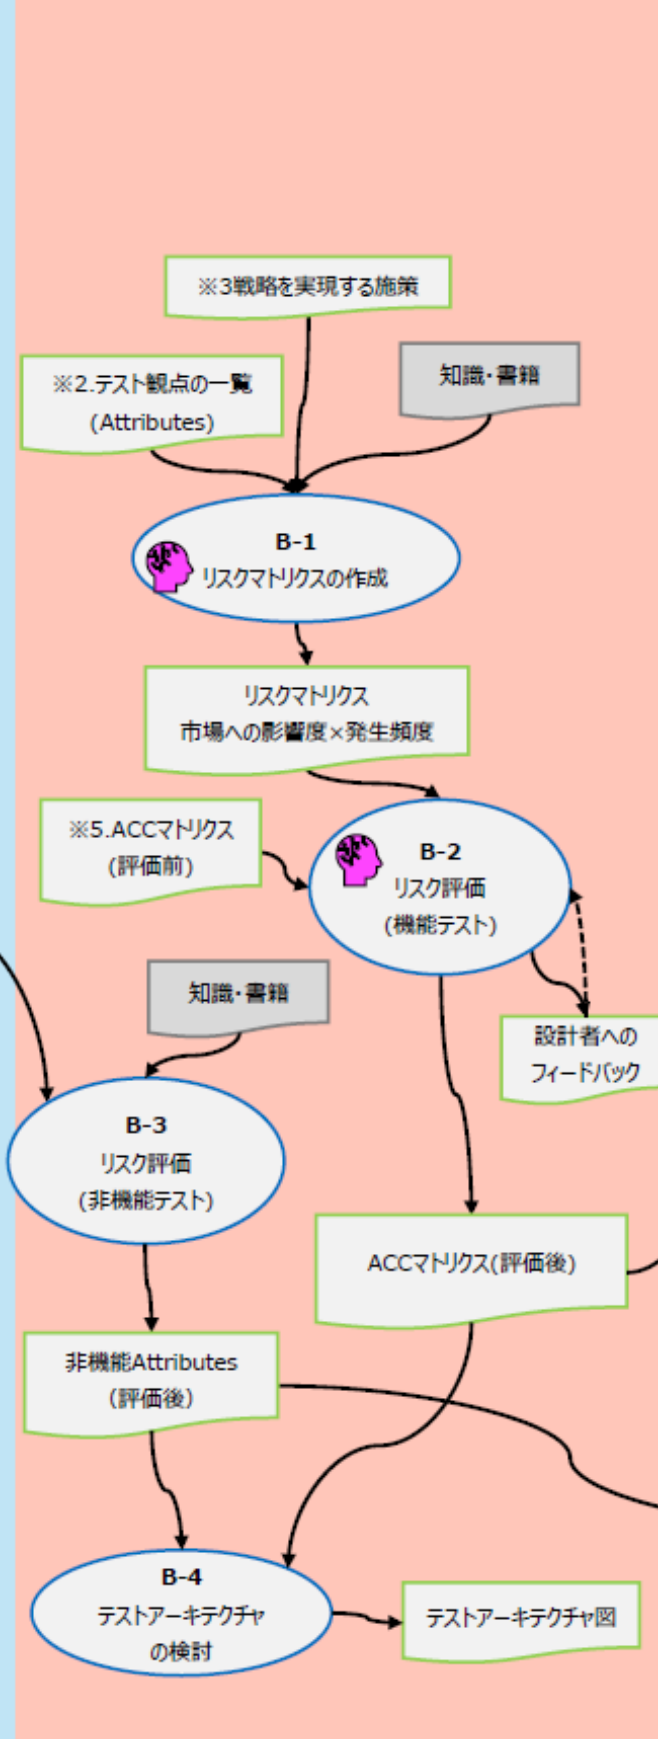 ※3戦略を実現する施策
※2.テスト観点の一覧
(Attributes)
知識・書籍
B-1
リスクマトリクスの作成
リスクマトリクス
市場への影響度×発生頻度
※5.ACCマトリクス
(評価前)
B-2
リスク評価
(機能テスト)
知識・書籍
設計者への
フィードバック
B-3
リスク評価
(非機能テスト)
ACCマトリクス(評価後)
非機能Attributes
(評価後)
B-4
テストアーキテクチャ
の検討
テストアーキテクチャ図